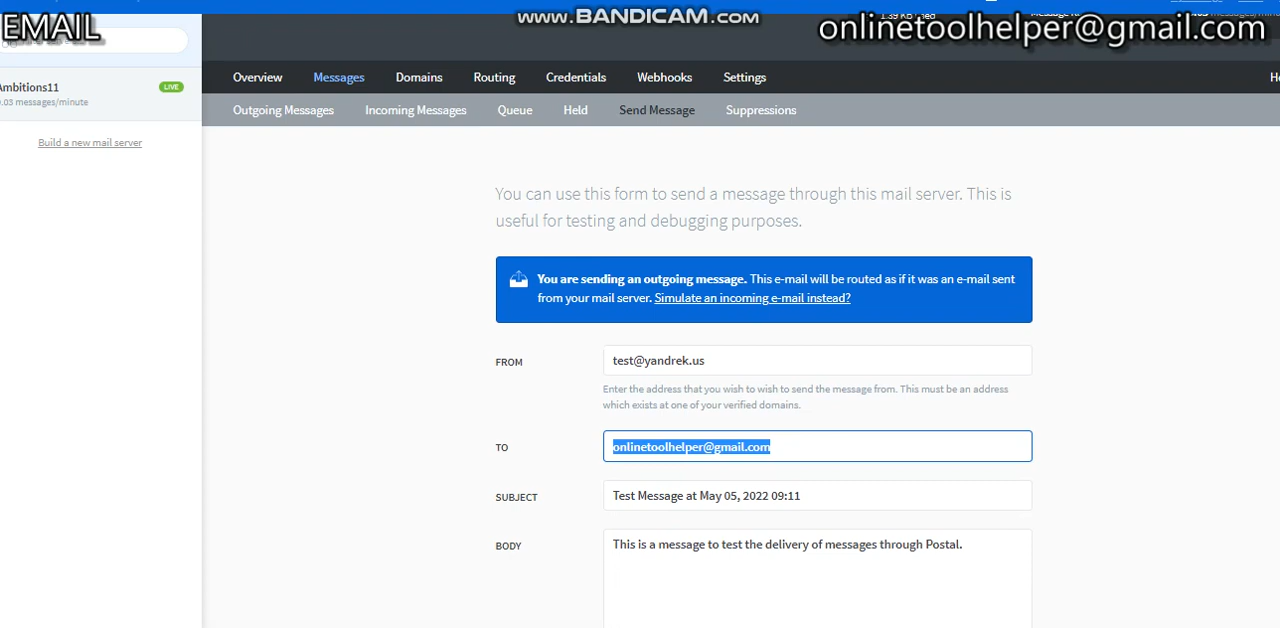 www.BANDICAM.com
EMAIL
onlinetoolhelper@gmail.com
Ambitions11
LIVE
0.03 messages/minute
Build a new mail server
Overview
Messages
Domains
Routing
Credentials
Webhooks
Settings
Outgoing Messages
Incoming Messages
Queue
Held
Send Message
Suppressions
You can use this form to send a message through this mail server. This is
useful for testing and debugging purposes.
You are sending an outgoing message. This e-mail will be routed as if it was an e-mail sent
from your mail server. Simulate an incoming e-mail instead?
FROM
test@yandrek.us
Enter the address that you wish to wish to send the message from. This must be an address
which exists at one of your verified domains.
TO
onlinetoolhelper@gmail.com
SUBJECT
Test Message at May 05, 2022 09:11
BODY
This is a message to test the delivery of messages through Postal.